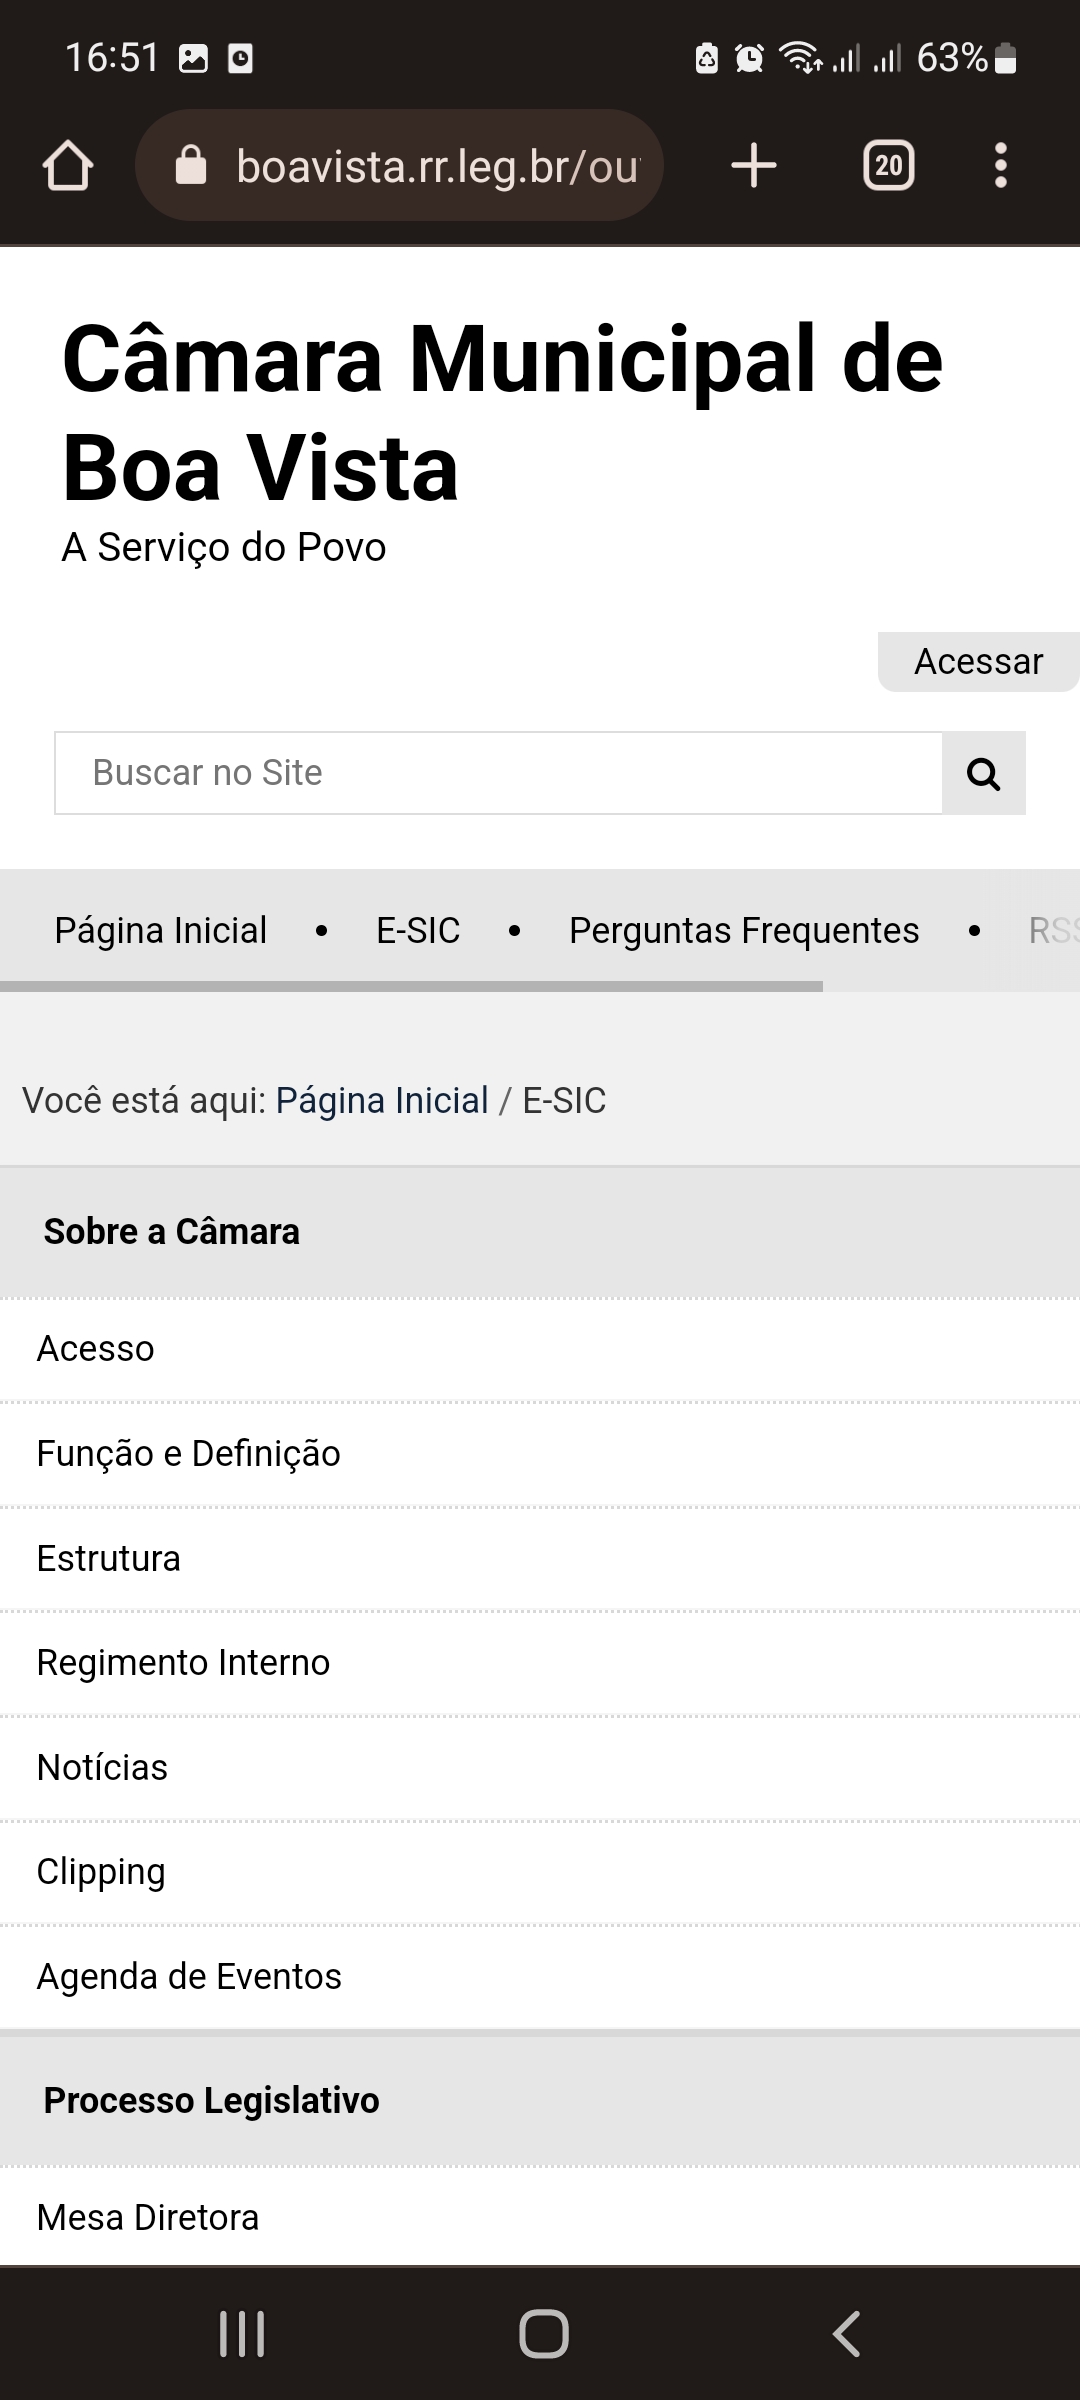 16:51 63%
boavista.rr.leg.br/ou
20
Câmara Municipal de
Boa Vista
A Serviço do Povo
Acessar
Buscar no Site
Página Inicial • E-SIC • Perguntas Frequentes • RSS
Você está aqui: Página Inicial / E-SIC
Sobre a Câmara
Acesso
Função e Definição
Estrutura
Regimento Interno
Notícias
Clipping
Agenda de Eventos
Processo Legislativo
Mesa Diretora